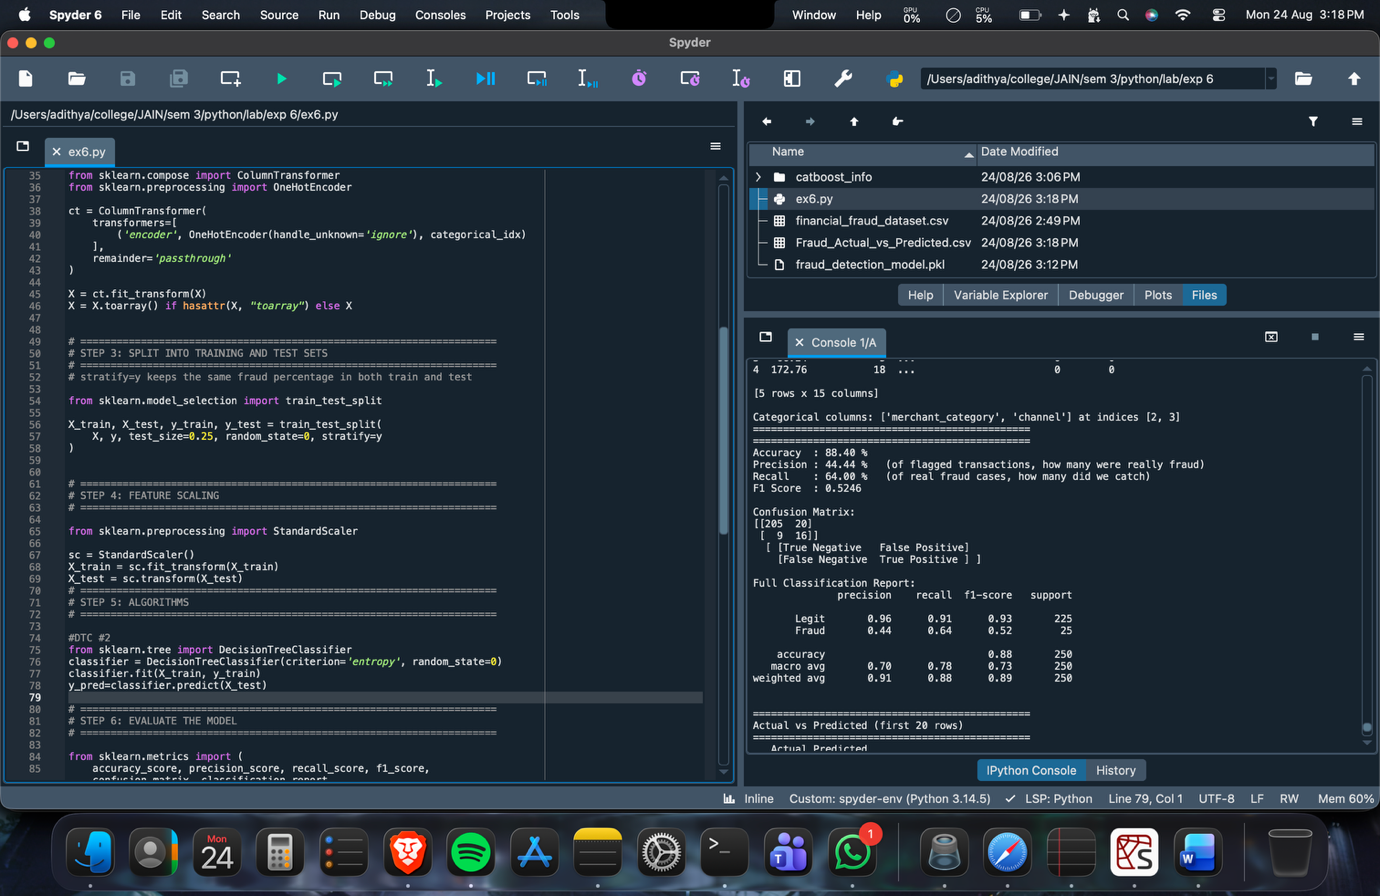 Spyder 6 File Edit Search Source Run Debug Consoles Projects Tools Window Help GPU 0% CPU 5% Mon 24 Aug 3:18 PM
Spyder
/Users/adithya/college/JAIN/sem 3/python/lab/exp 6
/Users/adithya/college/JAIN/sem 3/python/lab/exp 6/ex6.py
ex6.py
35 from sklearn.compose import ColumnTransformer
36 from sklearn.preprocessing import OneHotEncoder
37
38 ct = ColumnTransformer(
39 transformers=[
40 ('encoder', OneHotEncoder(handle_unknown='ignore'), categorical_idx)
41 ],
42 remainder='passthrough'
43 )
44
45 X = ct.fit_transform(X)
46 X = X.toarray() if hasattr(X, "toarray") else X
47
48
49 # ======================================================================
50 # STEP 3: SPLIT INTO TRAINING AND TEST SETS
51 # ======================================================================
52 # stratify=y keeps the same fraud percentage in both train and test
53
54 from sklearn.model_selection import train_test_split
55
56 X_train, X_test, y_train, y_test = train_test_split(
57 X, y, test_size=0.25, random_state=0, stratify=y
58 )
59
60
61 # ======================================================================
62 # STEP 4: FEATURE SCALING
63 # ======================================================================
64
65 from sklearn.preprocessing import StandardScaler
66
67 sc = StandardScaler()
68 X_train = sc.fit_transform(X_train)
69 X_test = sc.transform(X_test)
70 # ======================================================================
71 # STEP 5: ALGORITHMS
72 # ======================================================================
73
74 #DTC #2
75 from sklearn.tree import DecisionTreeClassifier
76 classifier = DecisionTreeClassifier(criterion='entropy', random_state=0)
77 classifier.fit(X_train, y_train)
78 y_pred=classifier.predict(X_test)
79
80 # ======================================================================
81 # STEP 6: EVALUATE THE MODEL
82 # ======================================================================
83
84 from sklearn.metrics import (
85 accuracy_score, precision_score, recall_score, f1_score,
confusion_matrix, classification_report
Name Date Modified
catboost_info 24/08/26 3:06 PM
ex6.py 24/08/26 3:18 PM
financial_fraud_dataset.csv 24/08/26 2:49 PM
Fraud_Actual_vs_Predicted.csv 24/08/26 3:18 PM
fraud_detection_model.pkl 24/08/26 3:12 PM
Help Variable Explorer Debugger Plots Files
Console 1/A
4 172.76 18 ... 0 0
[5 rows x 15 columns]
Categorical columns: ['merchant_category', 'channel'] at indices [2, 3]
==============================================
==============================================
Accuracy : 88.40 %
Precision : 44.44 % (of flagged transactions, how many were really fraud)
Recall : 64.00 % (of real fraud cases, how many did we catch)
F1 Score : 0.5246
Confusion Matrix:
[[205 20]
[ 9 16]]
[ [True Negative False Positive]
[False Negative True Positive ] ]
Full Classification Report:
precision recall f1-score support
Legit 0.96 0.91 0.93 225
Fraud 0.44 0.64 0.52 25
accuracy 0.88 250
macro avg 0.70 0.78 0.73 250
weighted avg 0.91 0.88 0.89 250
==============================================
Actual vs Predicted (first 20 rows)
==============================================
Actual Predicted
IPython Console History
Inline Custom: spyder-env (Python 3.14.5) LSP: Python Line 79, Col 1 UTF-8 LF RW Mem 60%
Mon
24
1
T
W